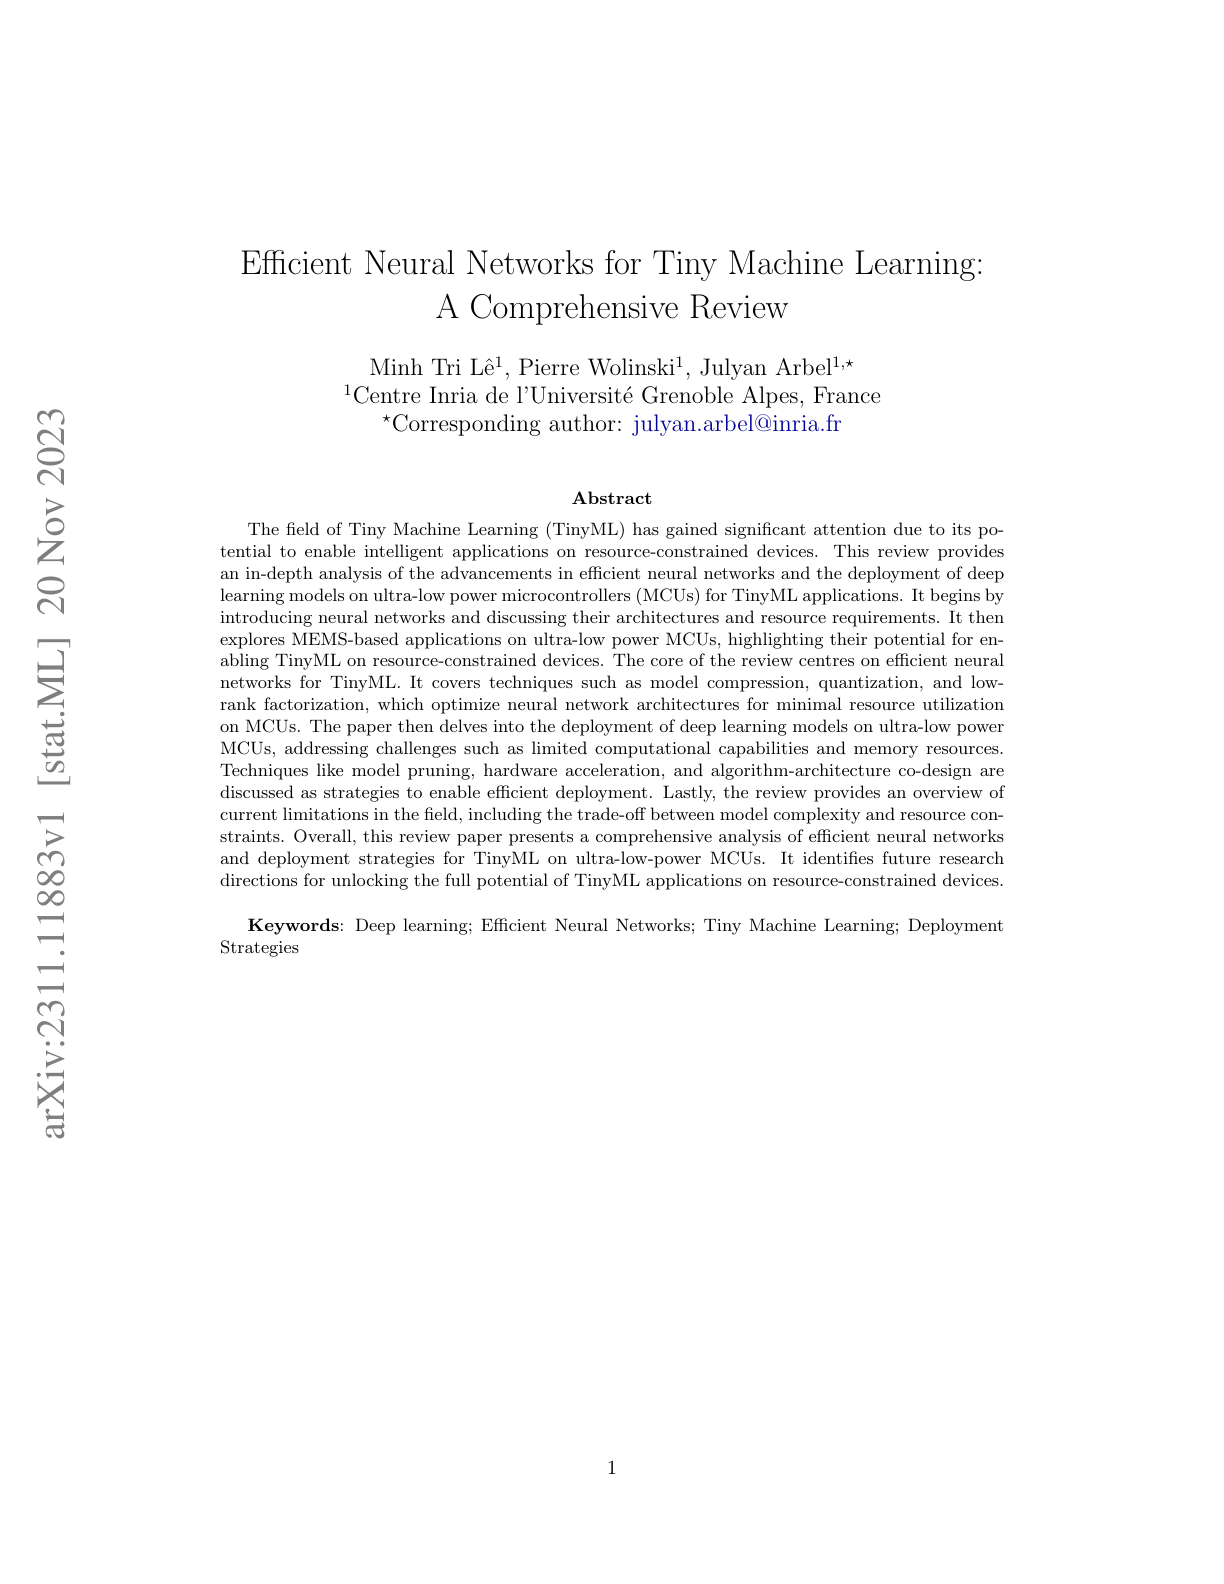 Efficient Neural Networks for Tiny Machine Learning:
A Comprehensive Review
Minh Tri Lê¹, Pierre Wolinski¹, Julyan Arbel¹,⋆
¹Centre Inria de l'Université Grenoble Alpes, France
⋆Corresponding author: julyan.arbel@inria.fr
Abstract
The field of Tiny Machine Learning (TinyML) has gained significant attention due to its po-
tential to enable intelligent applications on resource-constrained devices. This review provides
an in-depth analysis of the advancements in efficient neural networks and the deployment of deep
learning models on ultra-low power microcontrollers (MCUs) for TinyML applications. It begins by
introducing neural networks and discussing their architectures and resource requirements. It then
explores MEMS-based applications on ultra-low power MCUs, highlighting their potential for en-
abling TinyML on resource-constrained devices. The core of the review centres on efficient neural
networks for TinyML. It covers techniques such as model compression, quantization, and low-
rank factorization, which optimize neural network architectures for minimal resource utilization
on MCUs. The paper then delves into the deployment of deep learning models on ultra-low power
MCUs, addressing challenges such as limited computational capabilities and memory resources.
Techniques like model pruning, hardware acceleration, and algorithm-architecture co-design are
discussed as strategies to enable efficient deployment. Lastly, the review provides an overview of
current limitations in the field, including the trade-off between model complexity and resource con-
straints. Overall, this review paper presents a comprehensive analysis of efficient neural networks
and deployment strategies for TinyML on ultra-low-power MCUs. It identifies future research
directions for unlocking the full potential of TinyML applications on resource-constrained devices.
Keywords: Deep learning; Efficient Neural Networks; Tiny Machine Learning; Deployment
Strategies
arXiv:2311.11883v1 [stat.ML] 20 Nov 2023
1